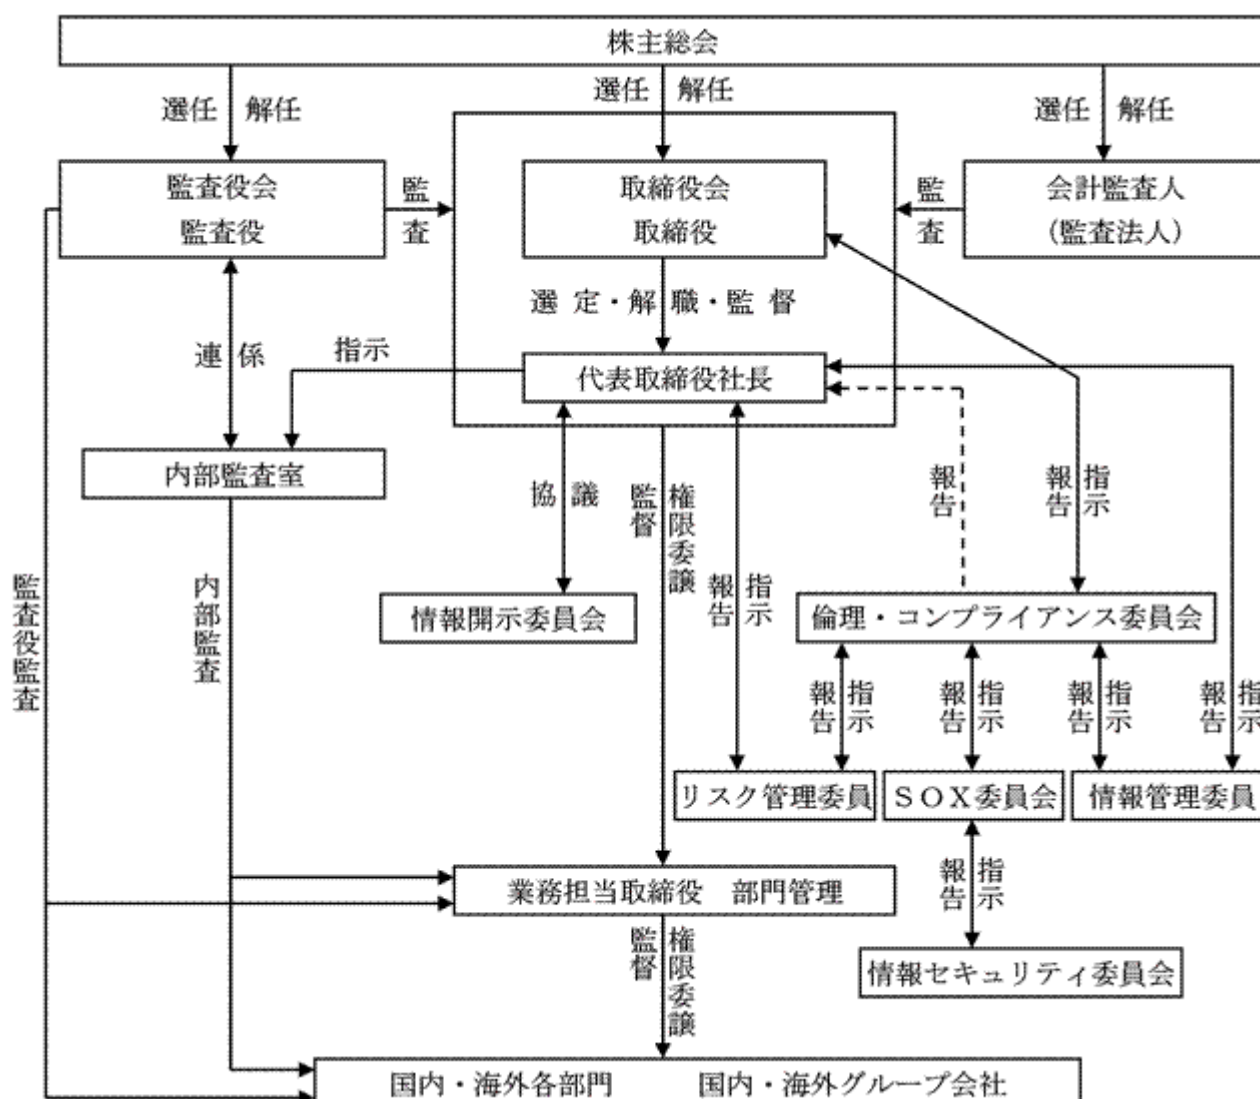 株主総会
選任 解任
選任 解任
選任 解任
監査役会
監査役
監査
取締役会
取締役
監査
会計監査人
(監査法人)
選定・解職・監督
連係
指示
代表取締役社長
内部監査室
協議
監督
権限委譲
報告
報告
指示
監査役監査
内部監査
情報開示委員会
報告
指示
倫理・コンプライアンス委員会
報告
指示
報告
指示
報告
指示
報告
指示
リスク管理委員
SOX委員会
情報管理委員
報告
指示
業務担当取締役 部門管理
監督
権限委譲
情報セキュリティ委員会
国内・海外各部門 国内・海外グループ会社